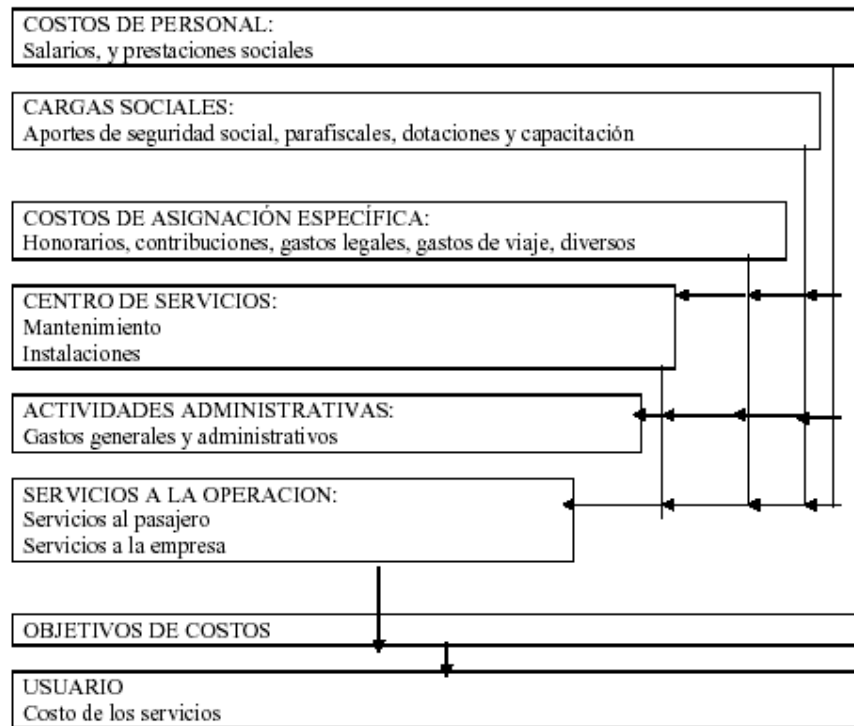 COSTOS DE PERSONAL:
Salarios, y prestaciones sociales
CARGAS SOCIALES:
Aportes de seguridad social, parafiscales, dotaciones y capacitación
COSTOS DE ASIGNACIÓN ESPECÍFICA:
Honorarios, contribuciones, gastos legales, gastos de viaje, diversos
CENTRO DE SERVICIOS:
Mantenimiento
Instalaciones
ACTIVIDADES ADMINISTRATIVAS:
Gastos generales y administrativos
SERVICIOS A LA OPERACION:
Servicios al pasajero
Servicios a la empresa
OBJETIVOS DE COSTOS
USUARIO
Costo de los servicios